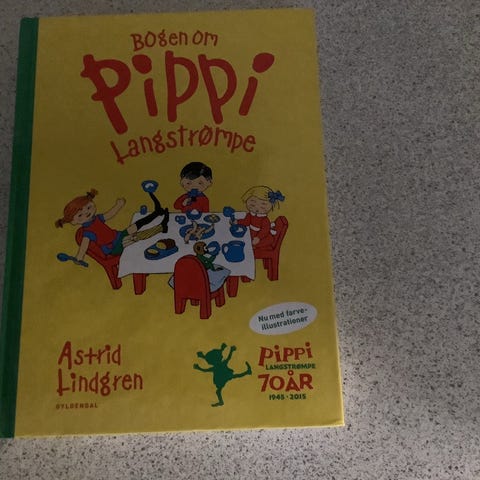 Bogen om
Pippi
Langstrømpe
Nu med farve-
illustrationer
Astrid
Lindgren
GYLDENDAL
Pippi
LANGSTRØMPE
70 ÅR
1945 · 2015